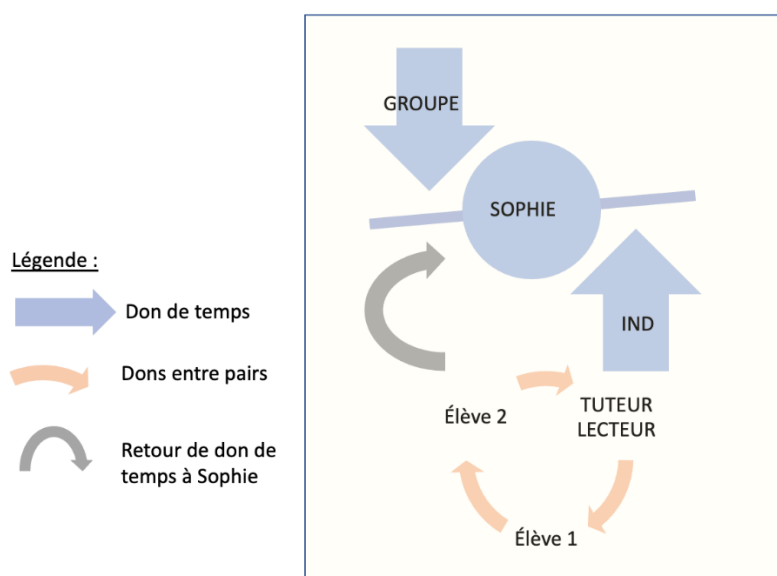 GROUPE
SOPHIE
Légende :
Don de temps
IND
Dons entre pairs
TUTEUR
LECTEUR
Élève 2
Retour de don de
temps à Sophie
Élève 1